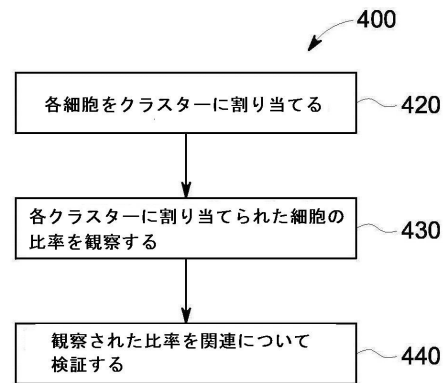 400
各細胞をクラスターに割り当てる
420
各クラスターに割り当てられた細胞の
比率を観察する
430
観察された比率を関連について
検証する
440